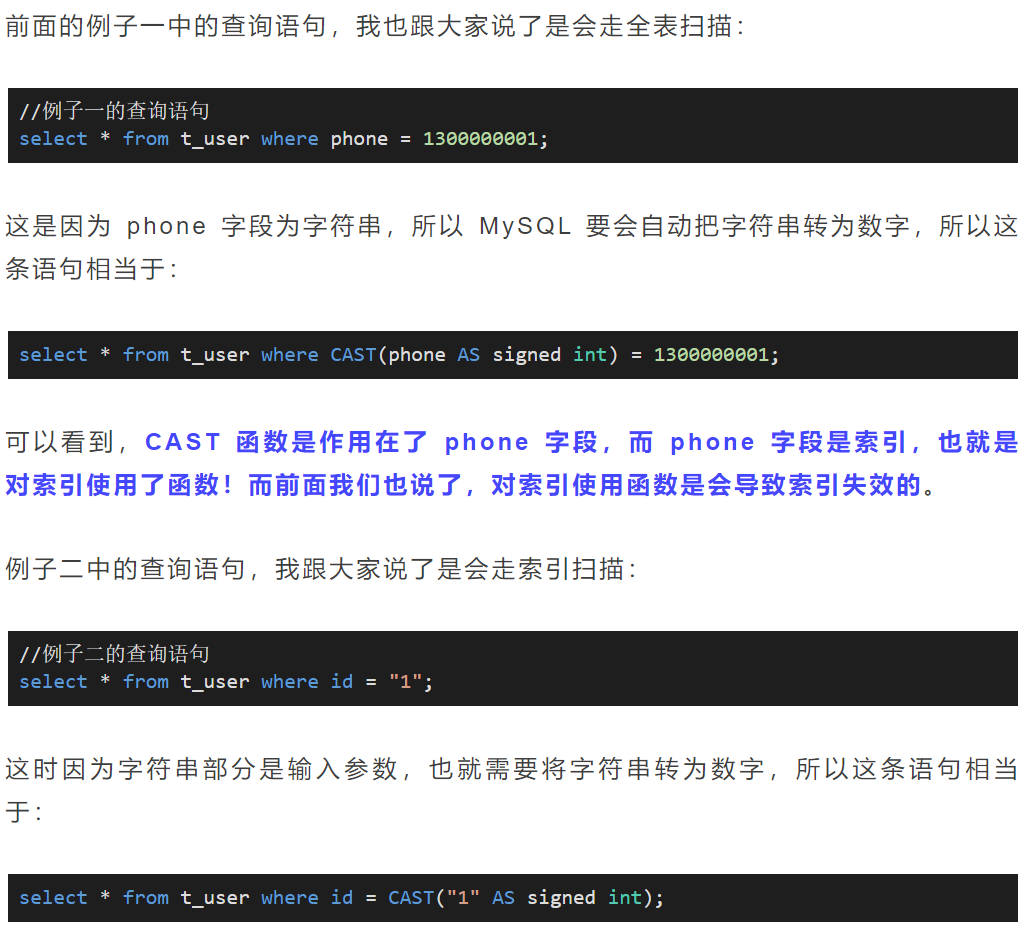 前面的例子一中的查询语句，我也跟大家说了是会走全表扫描：
//例子一的查询语句
select * from t_user where phone = 1300000001;
这是因为 phone 字段为字符串，所以 MySQL 要会自动把字符串转为数字，所以这
条语句相当于：
select * from t_user where CAST(phone AS signed int) = 1300000001;
可以看到，CAST 函数是作用在了 phone 字段，而 phone 字段是索引，也就是
对索引使用了函数！而前面我们也说了，对索引使用函数是会导致索引失效的。
例子二中的查询语句，我跟大家说了是会走索引扫描：
//例子二的查询语句
select * from t_user where id = "1";
这时因为字符串部分是输入参数，也就需要将字符串转为数字，所以这条语句相当
于：
select * from t_user where id = CAST("1" AS signed int);